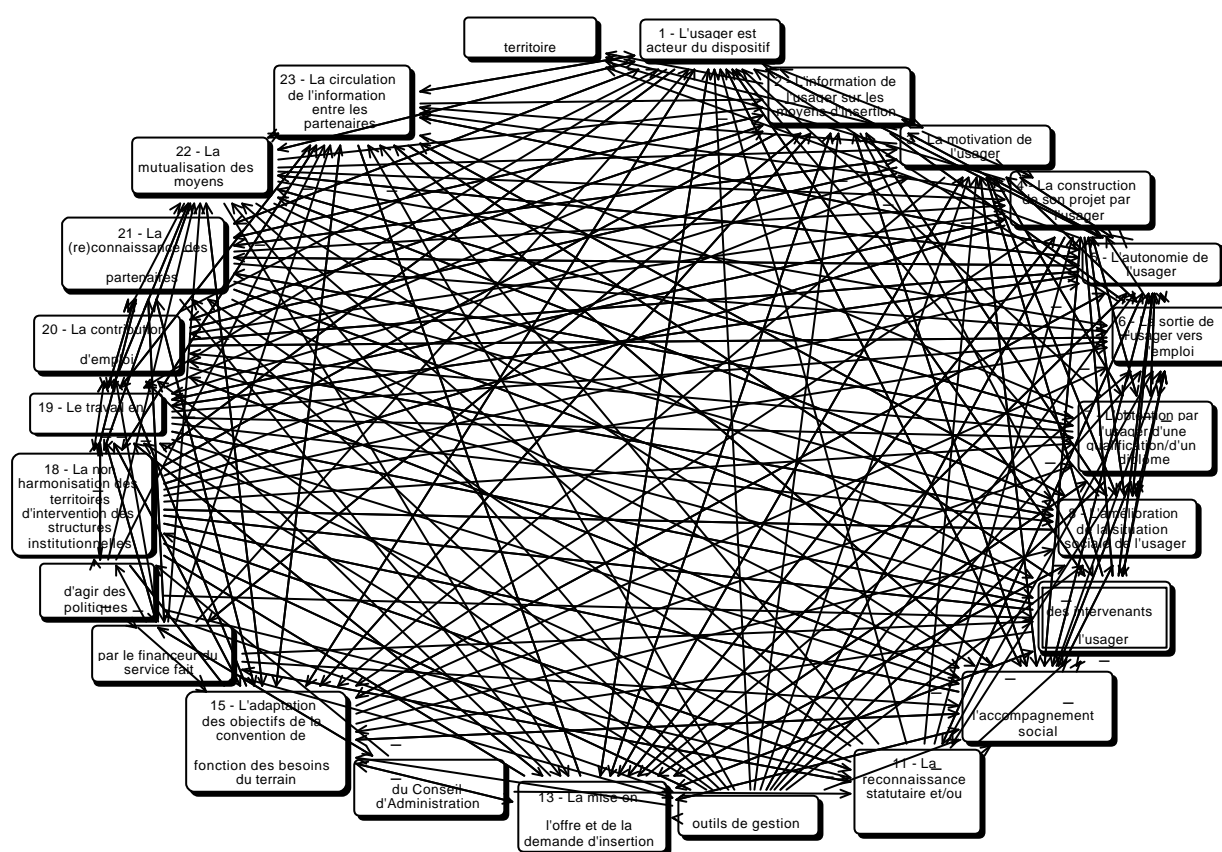 territoire
1 - L'usager est
acteur du dispositif
2 - L'information de
l'usager sur les
moyens d'insertion
La motivation de
l'usager
4 - La construction
de son projet par
l'usager
- L'autonomie de
l'usager
6 - La sortie de
l'usager vers
l'emploi
L'obtention par
l'usager d'une
qualification/d'un
diplôme
8 - L'amélioration
de la situation
sociale de l'usager
des intervenants
l'usager
l'accompagnement
social
11 - La
reconnaissance
statutaire et/ou
outils de gestion
13 - La mise en
l'offre et de la
demande d'insertion
du Conseil
d'Administration
15 - L'adaptation
des objectifs de la
convention de
fonction des besoins
du terrain
par le financeur du
service fait
d'agir des
politiques
18 - La non
harmonisation des
territoires
d'intervention des
structures
institutionnelles
19 - Le travail en
20 - La contribution
d'emploi
21 - La
(re)connaissance des
partenaires
22 - La
mutualisation des
moyens
23 - La circulation
de l'information
entre les
partenaires